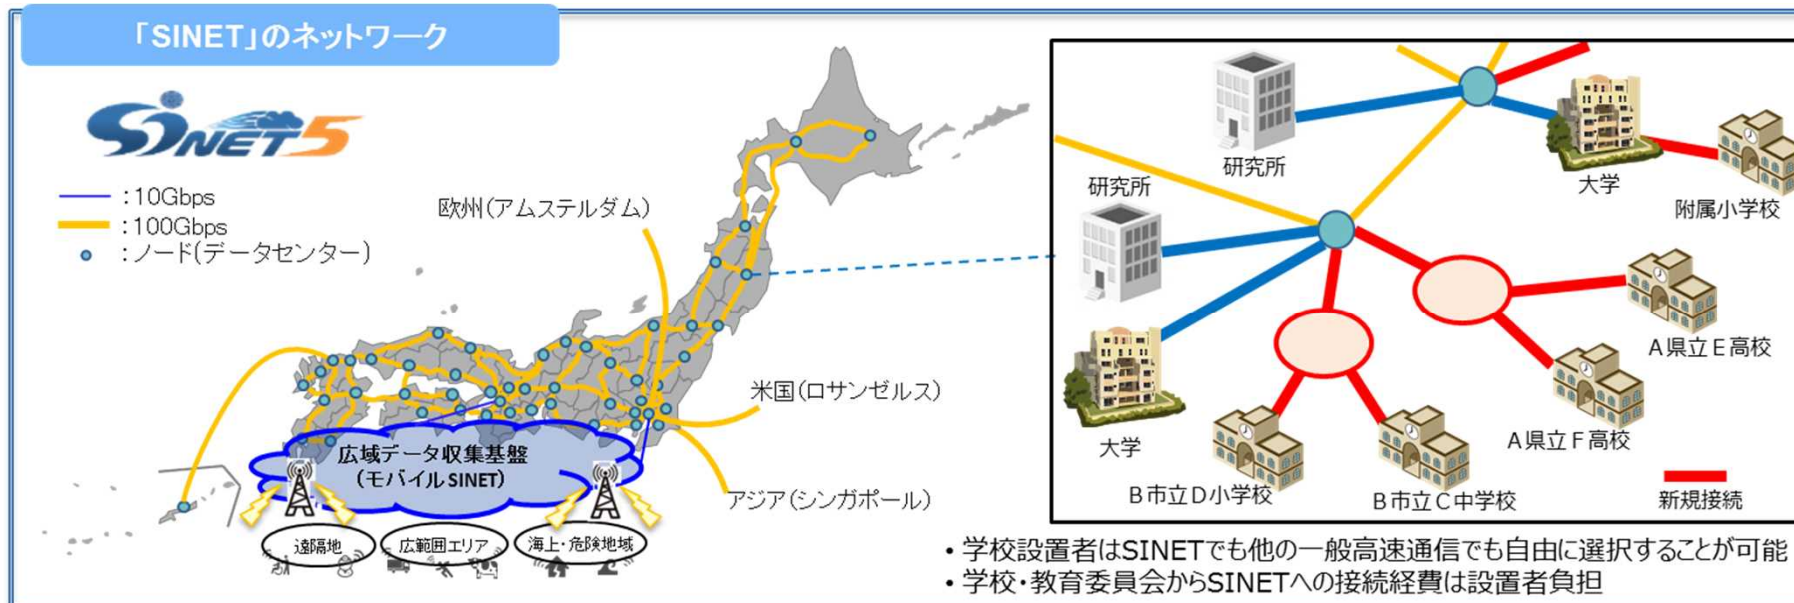 「SINET」のネットワーク
SINET5
:10Gbps
:100Gbps
:ノード(データセンター)
欧州(アムステルダム)
米国(ロサンゼルス)
アジア(シンガポール)
広域データ収集基盤
(モバイルSINET)
遠隔地
広範囲エリア
海上・危険地域
研究所
研究所
大学
附属小学校
大学
A県立E高校
A県立F高校
B市立D小学校
B市立C中学校
新規接続
• 学校設置者はSINETでも他の一般高速通信でも自由に選択することが可能
• 学校・教育委員会からSINETへの接続経費は設置者負担